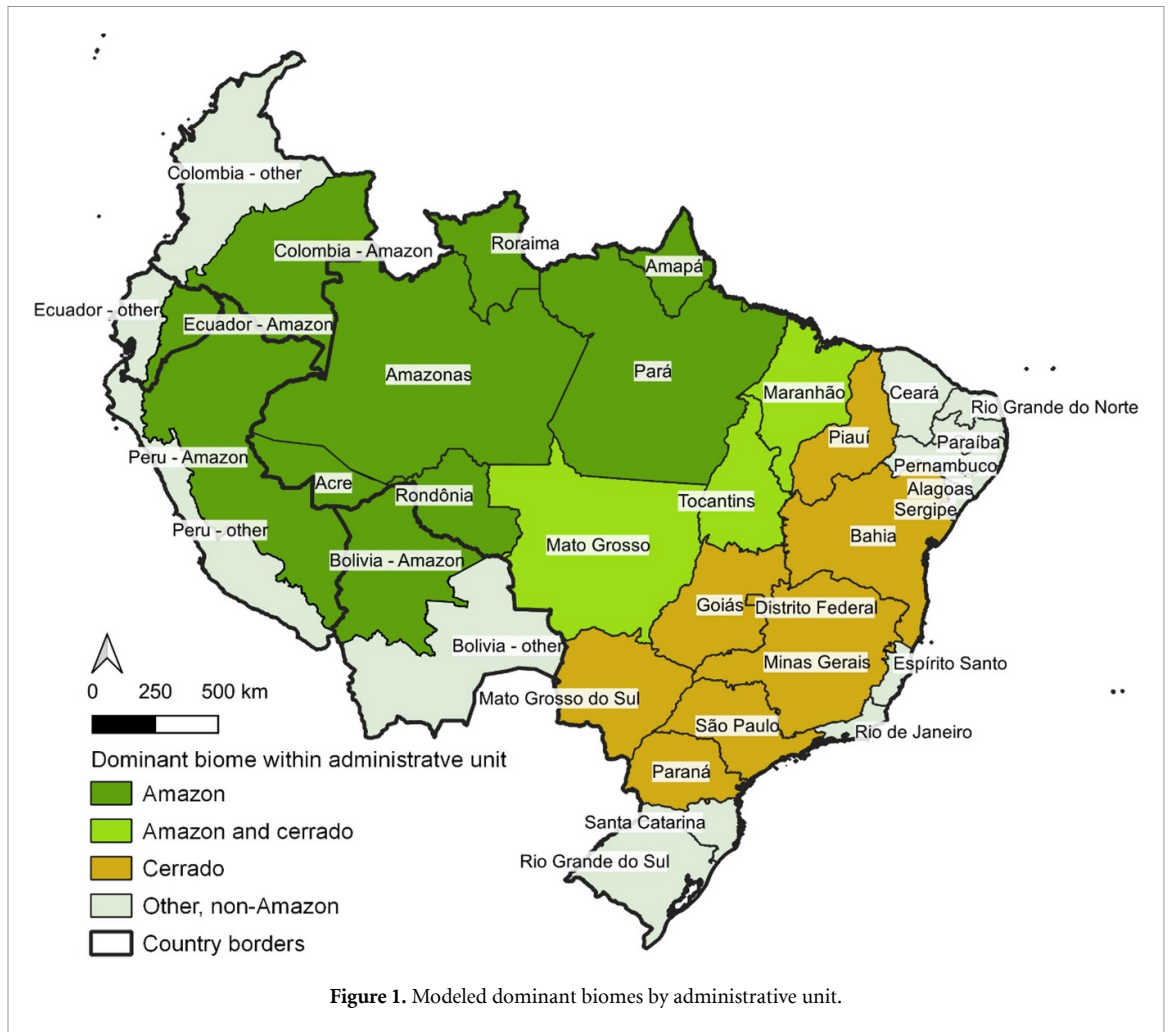 Colombia - other
Colombia - Amazon
Roraima
Amapá
Ecuador - other
Ecuador - Amazon
Amazonas
Pará
Maranhão
Ceará
Rio Grande do Norte
Piauí
Paraíba
Peru - Amazon
Pernambuco
Acre
Rondônia
Tocantins
Alagoas
Sergipe
Peru - other
Mato Grosso
Bahia
Bolivia - Amazon
Goiás
Distrito Federal
Bolivia - other
Minas Gerais
Espírito Santo
Mato Grosso do Sul
São Paulo
Rio de Janeiro
Paraná
Santa Catarina
Rio Grande do Sul
0 250 500 km
Dominant biome within administratve unit
Amazon
Amazon and cerrado
Cerrado
Other, non-Amazon
Country borders
Figure 1. Modeled dominant biomes by administrative unit.